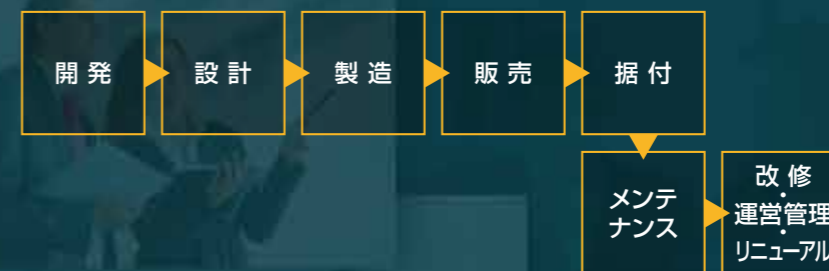 開発
設計
製造
販売
据付
メンテ
ナンス
改修
・
運営管理
・
リニューアル